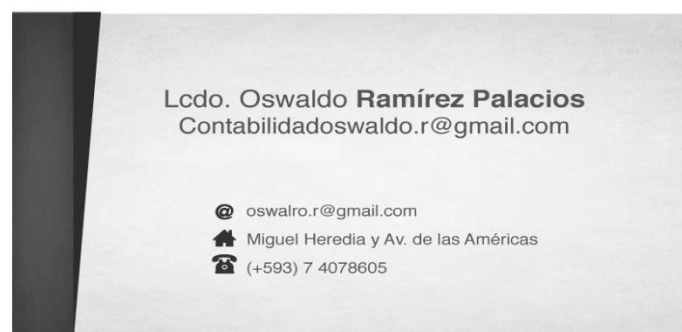 Lcdo. Oswaldo Ramírez Palacios
Contabilidadoswaldo.r@gmail.com
oswalro.r@gmail.com
Miguel Heredia y Av. de las Américas
(+593) 7 4078605